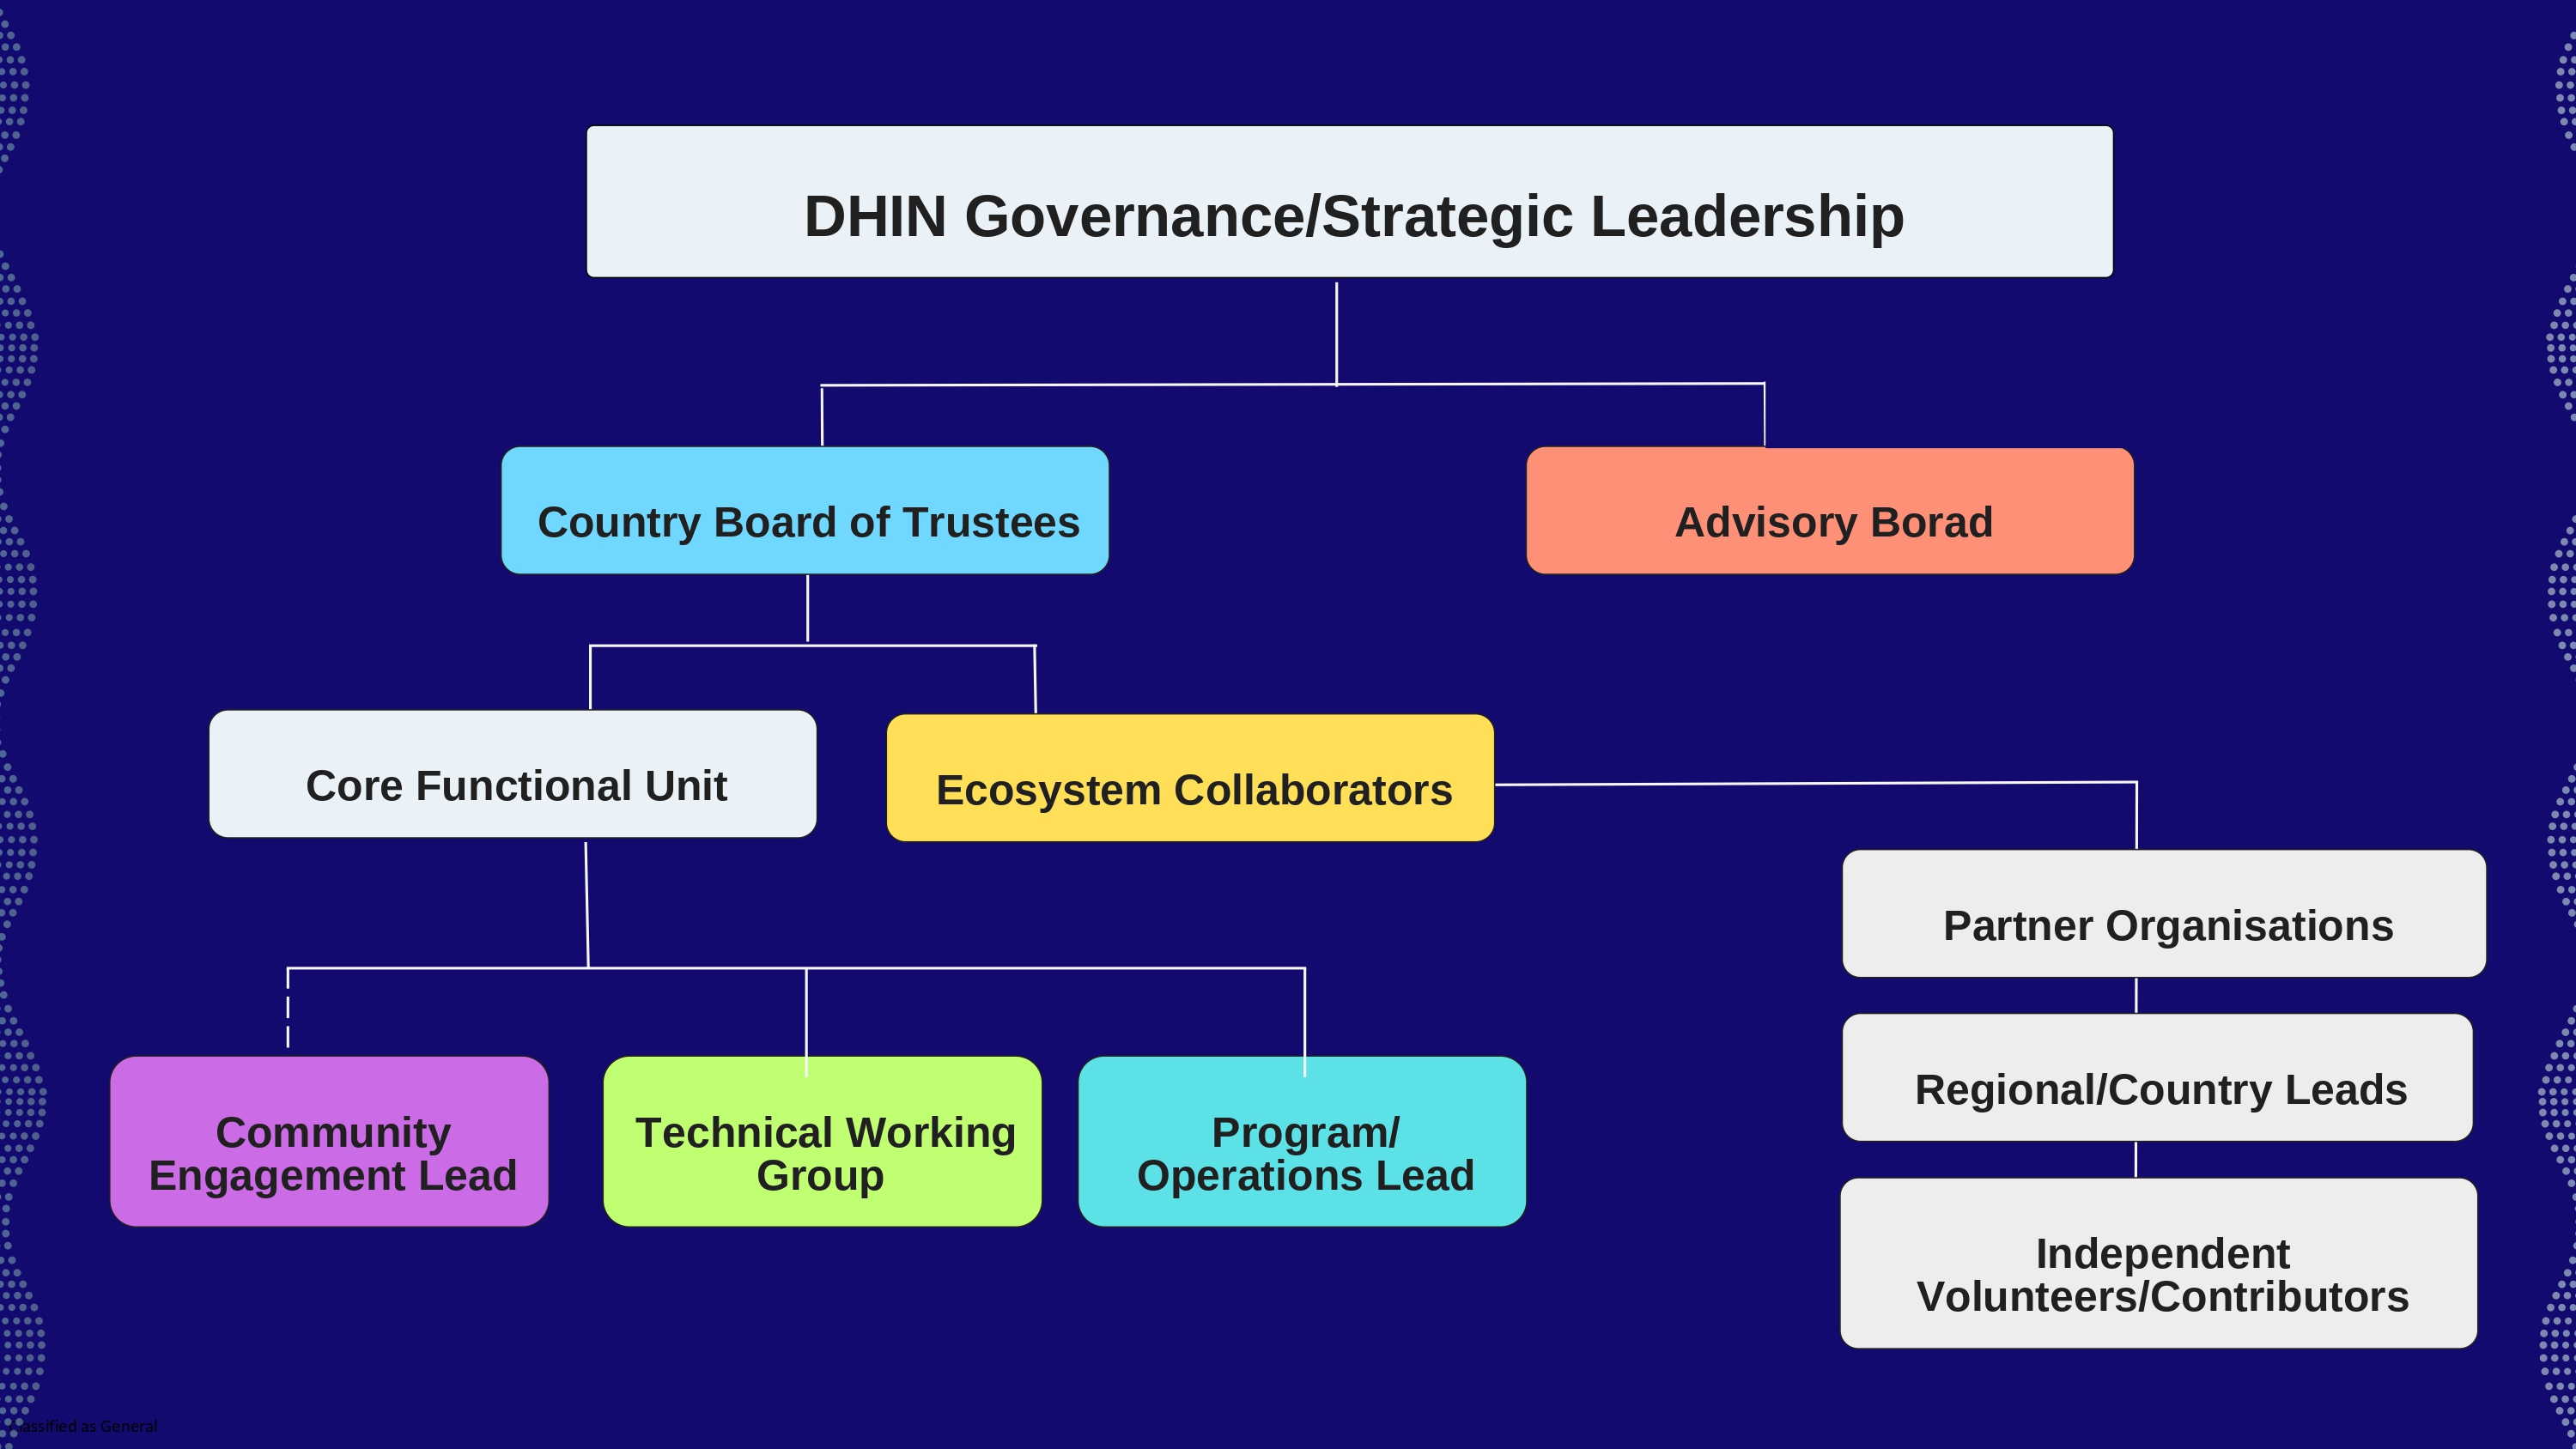 DHIN Governance/Strategic Leadership
Country Board of Trustees
Advisory Borad
Core Functional Unit
Ecosystem Collaborators
Partner Organisations
Regional/Country Leads
Community
Engagement Lead
Technical Working
Group
Program/
Operations Lead
Independent
Volunteers/Contributors
assified as General